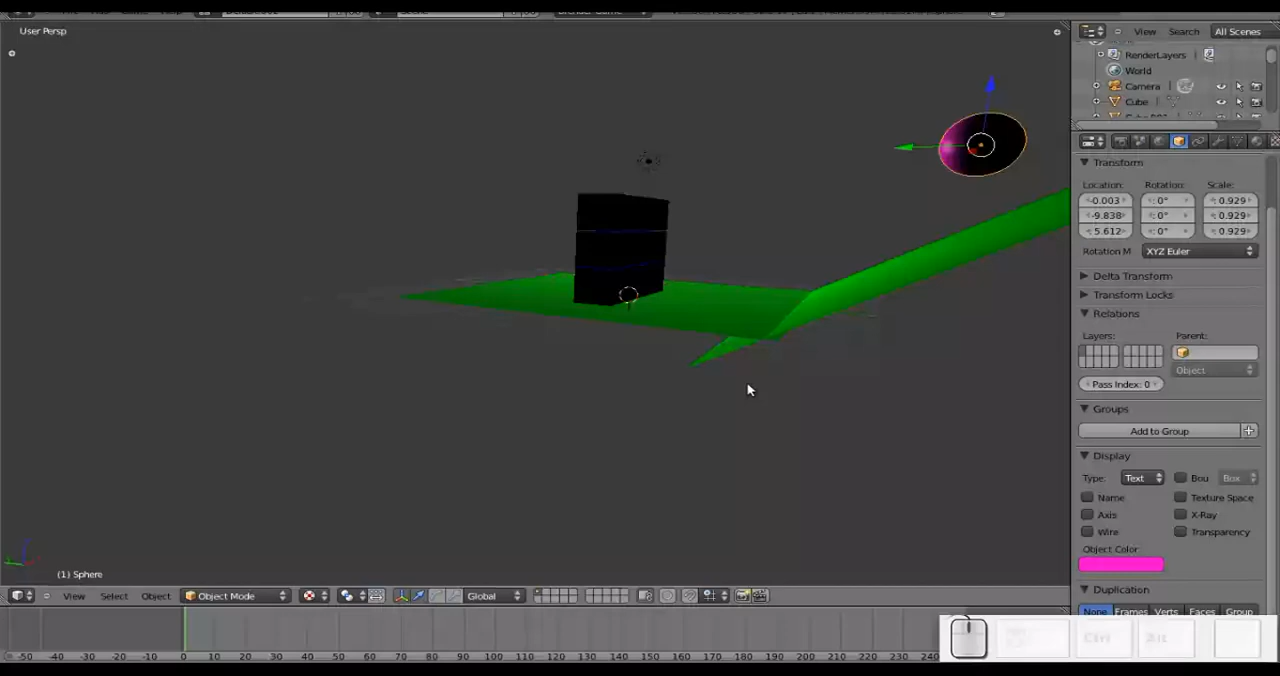 User Persp
View Search All Scenes
RenderLayers
World
Camera
Cube
Transform
Location: Rotation: Scale:
-0.003 0° 0.929
-9.838 0° 0.929
5.612 0° 0.929
Rotation M XYZ Euler
Delta Transform
Transform Locks
Relations
Layers: Parent:
Object
Pass Index: 0
Groups
Add to Group
Display
Type: Text Bou Box
Name Texture Space
Axis X-Ray
Wire Transparency
Object Color
Duplication
None Frames Verts Faces Group
(1) Sphere
View Select Object Object Mode Global
Ctrl Alt
-50 -40 -30 -20 -10 0 10 20 30 40 50 60 70 80 90 100 110 120 130 140 150 160 170 180 190 200 210 220 230 240